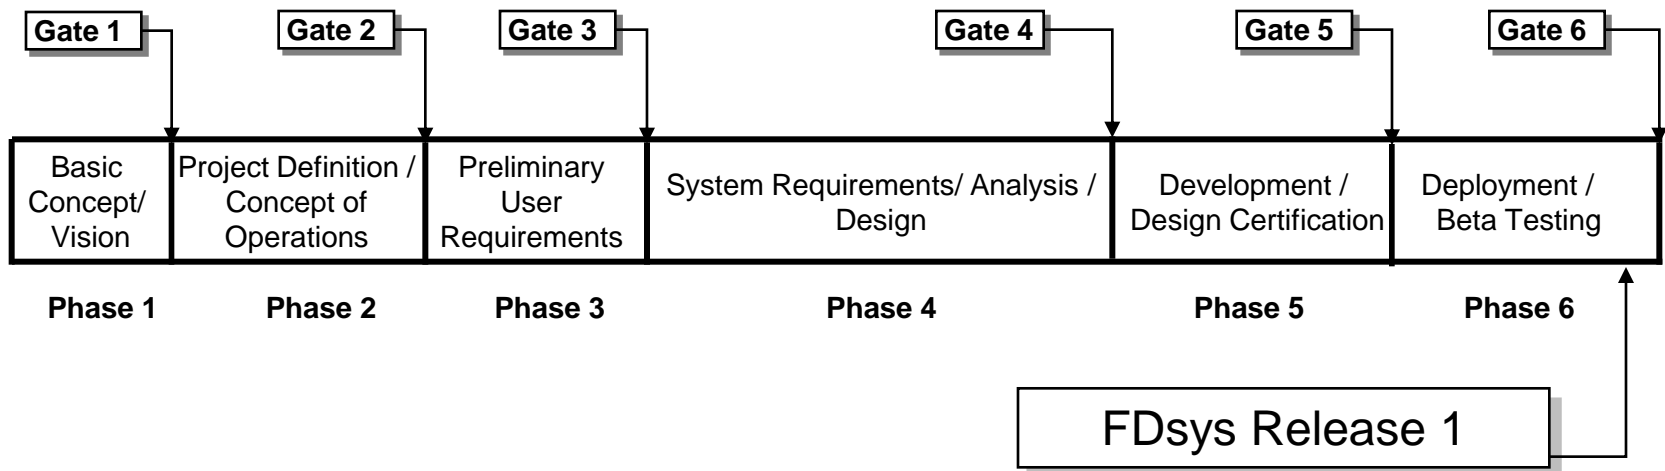 Gate 1
Gate 2
Gate 3
Gate 4
Gate 5
Gate 6
Basic
Concept/
Vision
Project Definition /
Concept of
Operations
Preliminary
User
Requirements
System Requirements/ Analysis /
Design
Development /
Design Certification
Deployment /
Beta Testing
Phase 1
Phase 2
Phase 3
Phase 4
Phase 5
Phase 6
FDsys Release 1